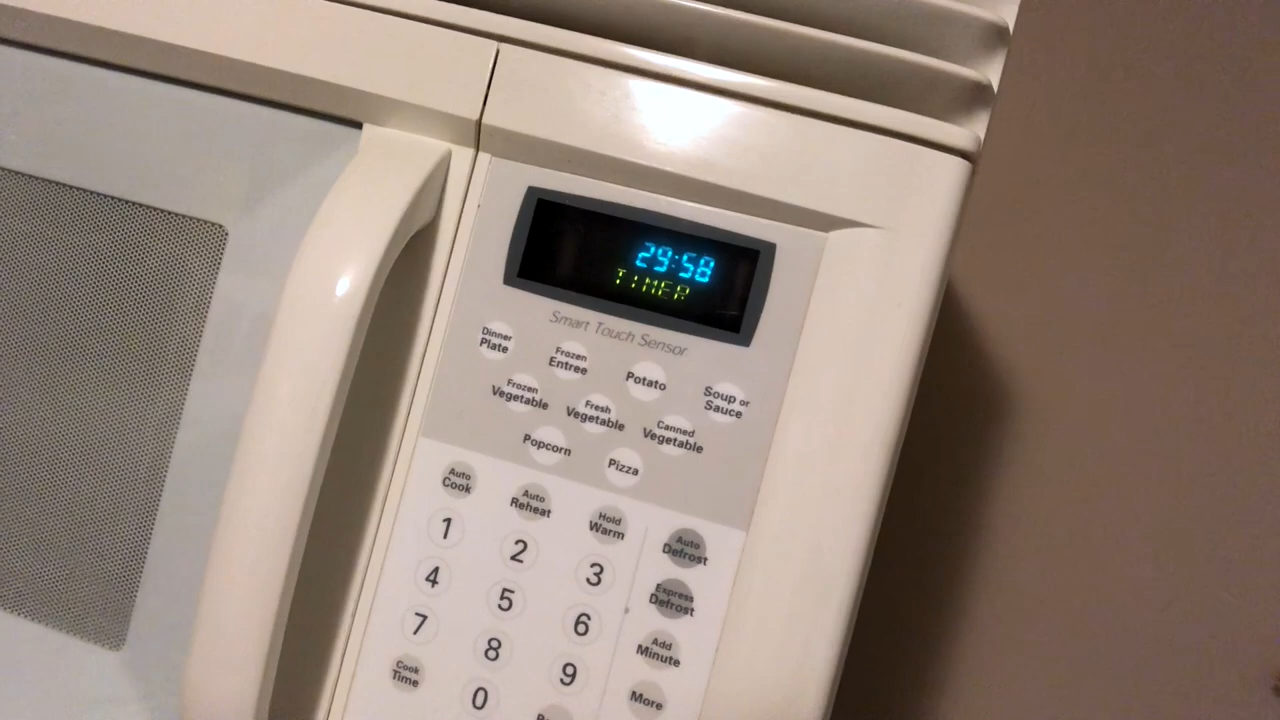 29:58
TIMER
Smart Touch Sensor
Dinner
Plate
Frozen
Entree
Potato
Soup or
Sauce
Frozen
Vegetable
Fresh
Vegetable
Canned
Vegetable
Popcorn
Pizza
Auto
Cook
Auto
Reheat
Hold
Warm
Auto
Defrost
1
2
3
Express
Defrost
4
5
6
Add
Minute
7
8
9
More
Cook
Time
0